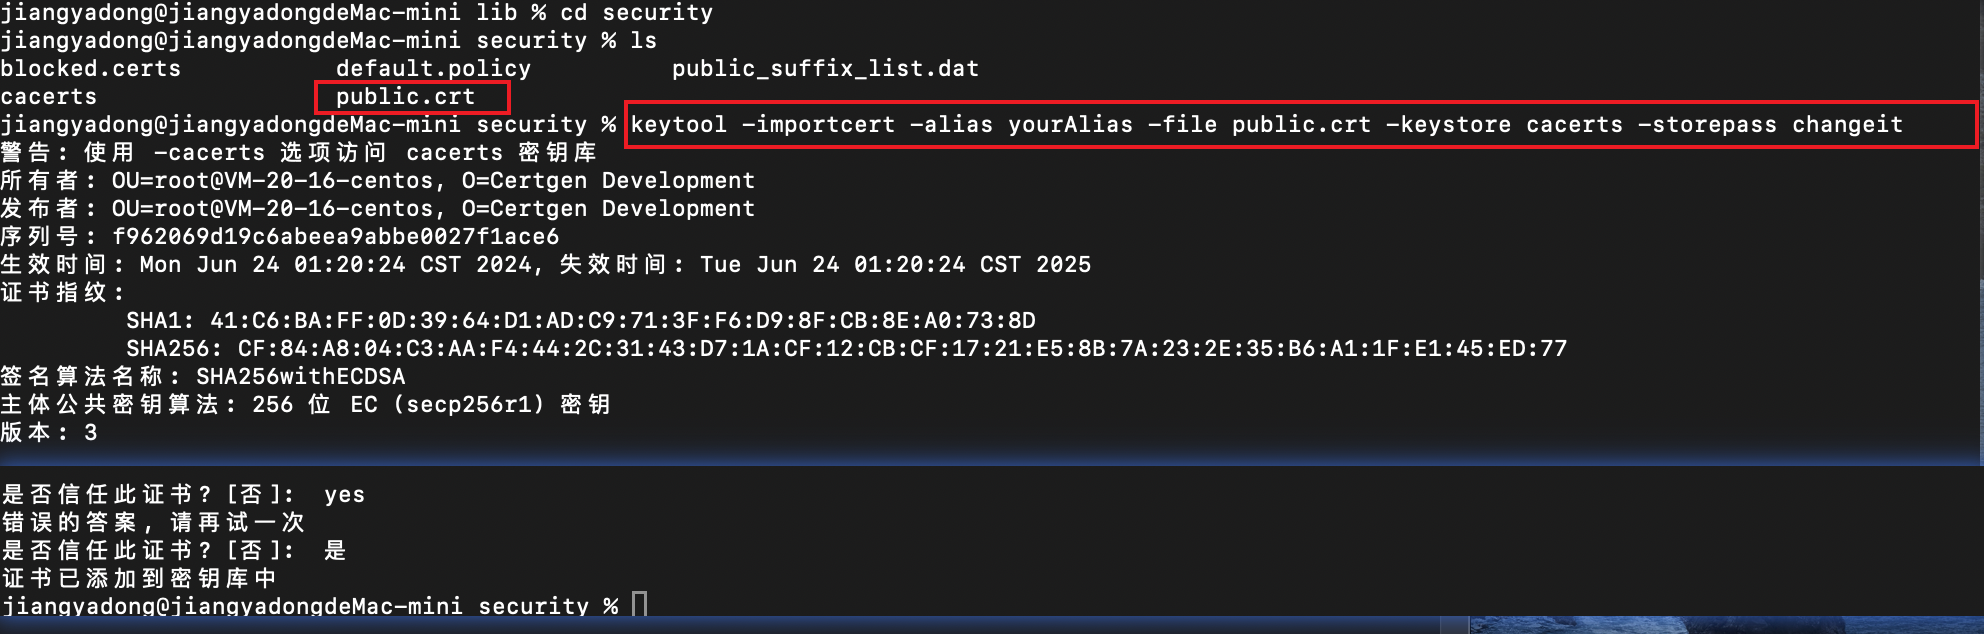 jiangyadong@jiangyadongdeMac-mini lib % cd security
jiangyadong@jiangyadongdeMac-mini security % ls
blocked.certs default.policy public_suffix_list.dat
cacerts public.crt
jiangyadong@jiangyadongdeMac-mini security % keytool -importcert -alias yourAlias -file public.crt -keystore cacerts -storepass changeit
警告: 使用 -cacerts 选项访问 cacerts 密钥库
所有者: OU=root@VM-20-16-centos, O=Certgen Development
发布者: OU=root@VM-20-16-centos, O=Certgen Development
序列号: f962069d19c6abeea9abbe0027f1ace6
生效时间: Mon Jun 24 01:20:24 CST 2024, 失效时间: Tue Jun 24 01:20:24 CST 2025
证书指纹:
SHA1: 41:C6:BA:FF:0D:39:64:D1:AD:C9:71:3F:F6:D9:8F:CB:8E:A0:73:8D
SHA256: CF:84:A8:04:C3:AA:F4:44:2C:31:43:D7:1A:CF:12:CB:CF:17:21:E5:8B:7A:23:2E:35:B6:A1:1F:E1:45:ED:77
签名算法名称: SHA256withECDSA
主体公共密钥算法: 256 位 EC (secp256r1) 密钥
版本: 3
是否信任此证书? [否]: yes
错误的答案, 请再试一次
是否信任此证书? [否]: 是
证书已添加到密钥库中
jiangyadong@jiangyadongdeMac-mini security %